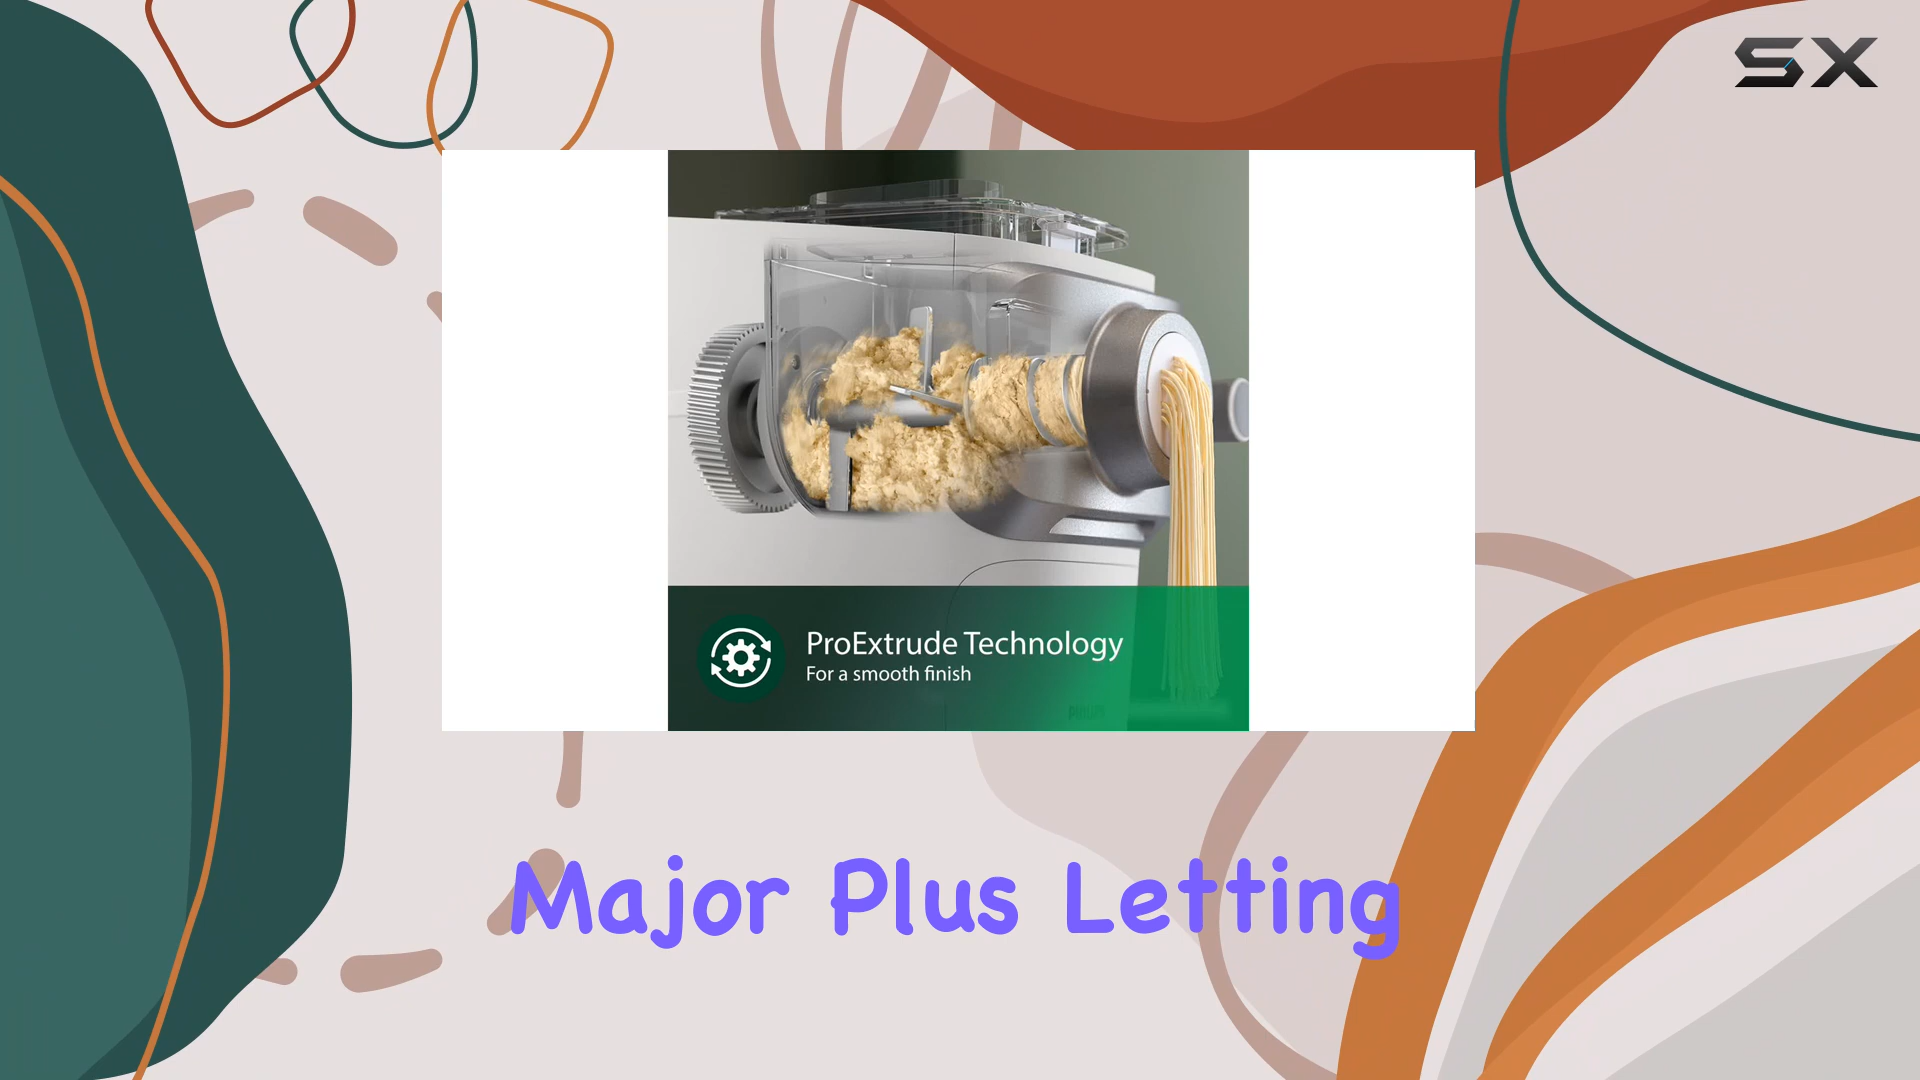 SX
ProExtrude Technology
For a smooth finish
Major Plus Letting